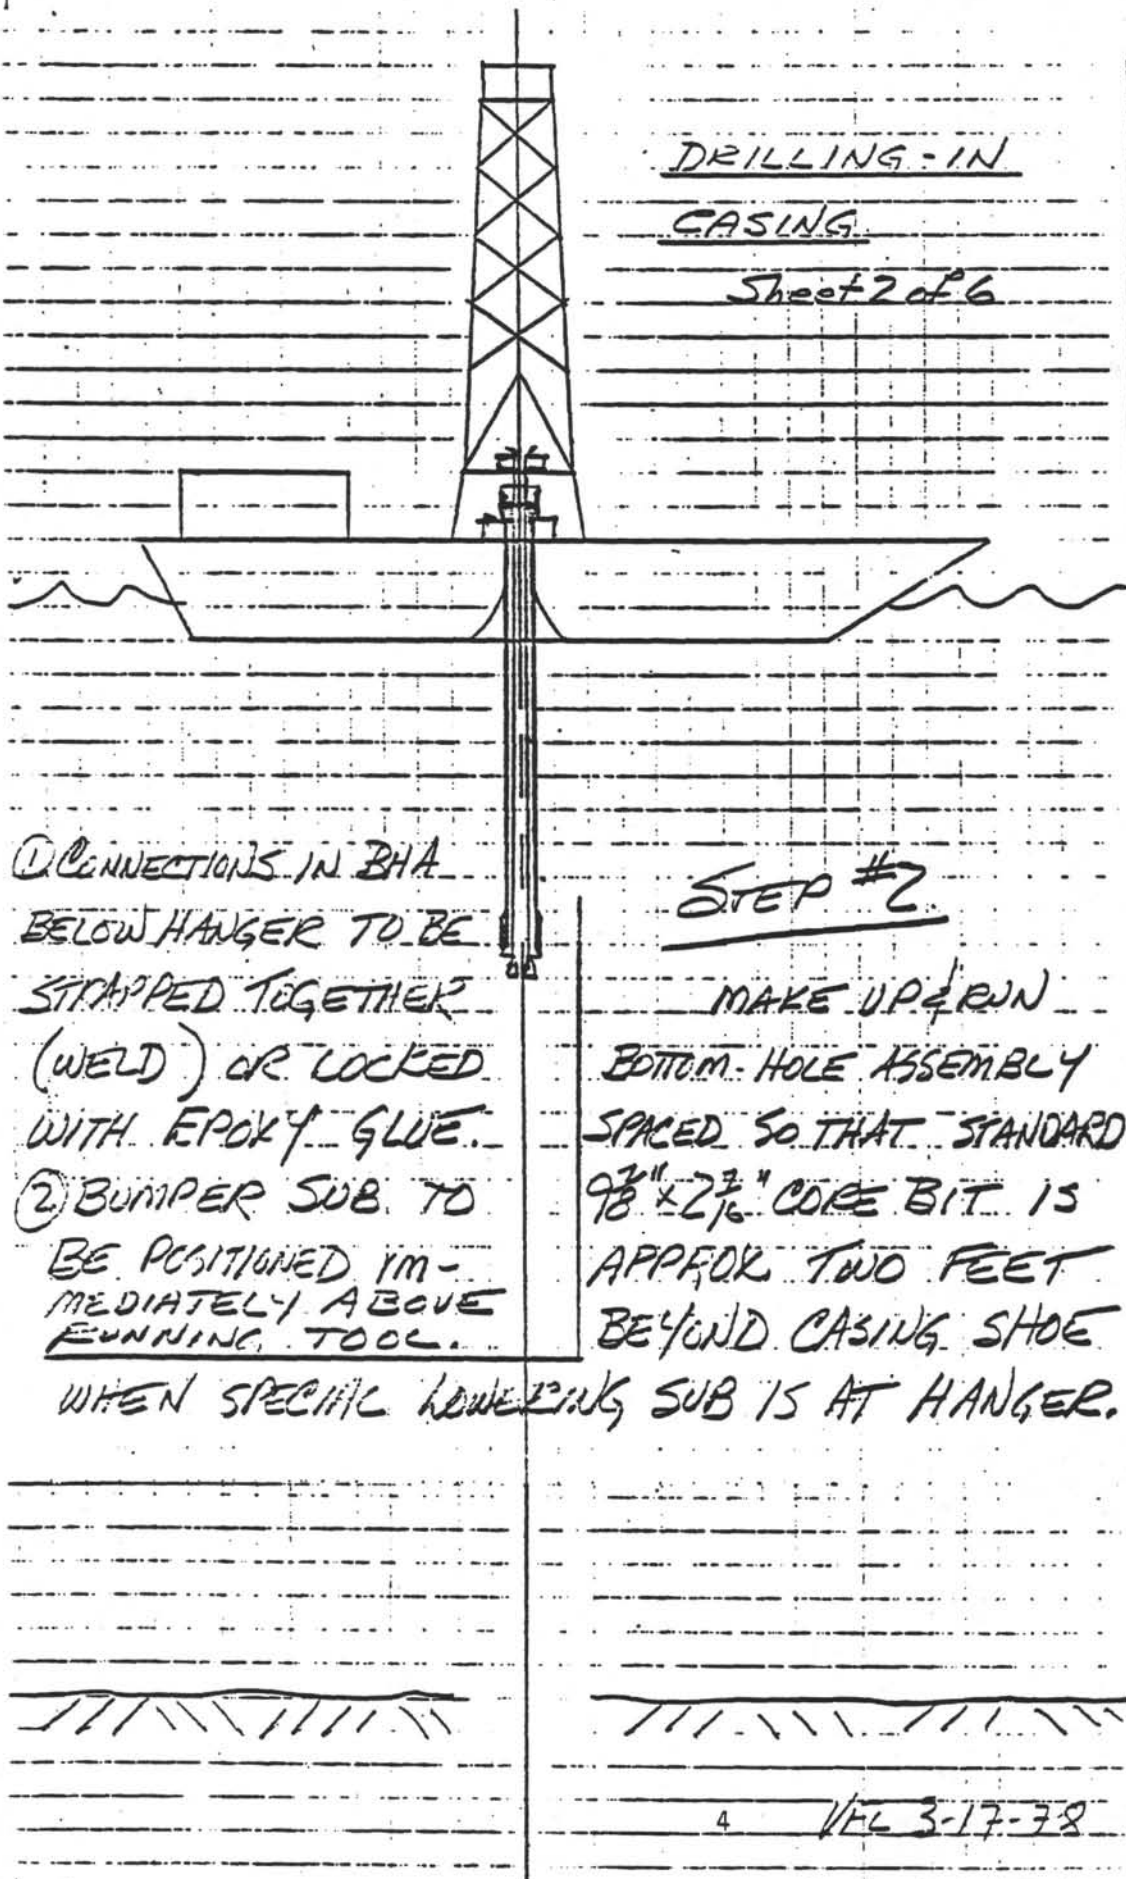 DRILLING-IN
CASING
Sheet 2 of 6
① CONNECTIONS IN BHA
BELOW HANGER TO BE
STRAPPED TOGETHER
(WELD) OR LOCKED
WITH EPOXY GLUE.
② BUMPER SUB. TO
BE POSITIONED IM-
MEDIATELY ABOVE
RUNNING TOOL.
STEP #2
MAKE UP & RUN
BOTTOM-HOLE ASSEMBLY
SPACED SO THAT STANDARD
9 7/8" x 2 7/16" CORE BIT IS
APPROX TWO FEET
BEYOND CASING SHOE
WHEN SPECIAL LOWERING SUB IS AT HANGER.
4
3-17-78